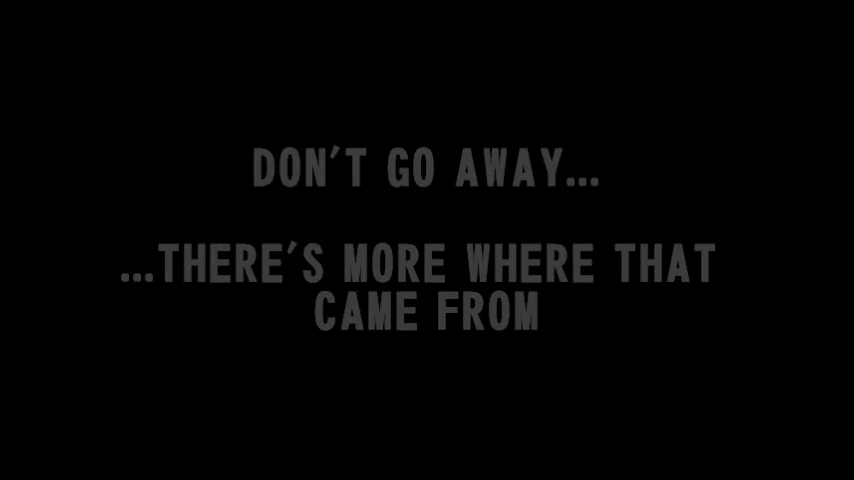 DON'T GO AWAY...
...THERE'S MORE WHERE THAT
CAME FROM